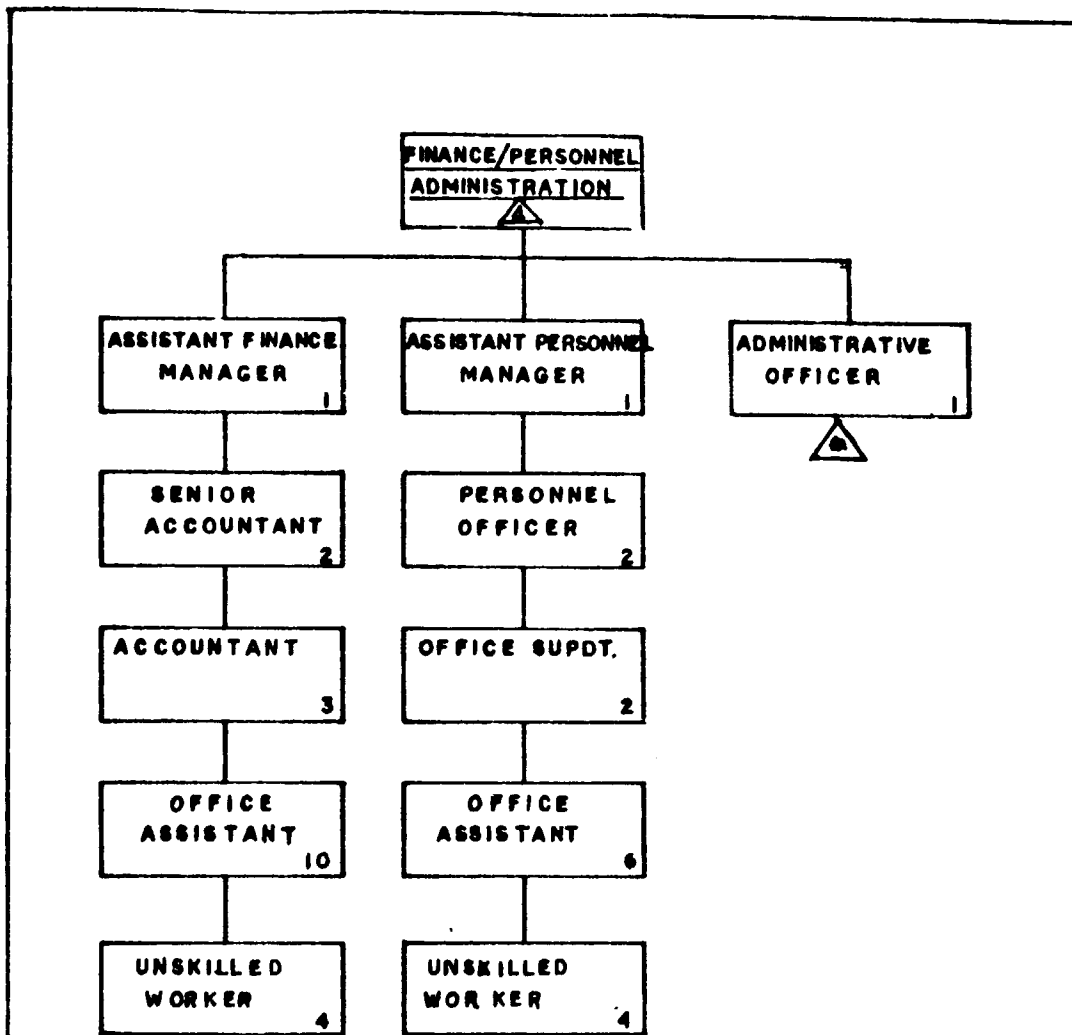 FINANCE/PERSONNEL
ADMINISTRATION
ASSISTANT FINANCE
MANAGER
1
ASSISTANT PERSONNEL
MANAGER
1
ADMINISTRATIVE
OFFICER
1
SENIOR
ACCOUNTANT
2
PERSONNEL
OFFICER
2
ACCOUNTANT
3
OFFICE SUPDT.
2
OFFICE
ASSISTANT
10
OFFICE
ASSISTANT
6
UNSKILLED
WORKER
4
UNSKILLED
WORKER
4